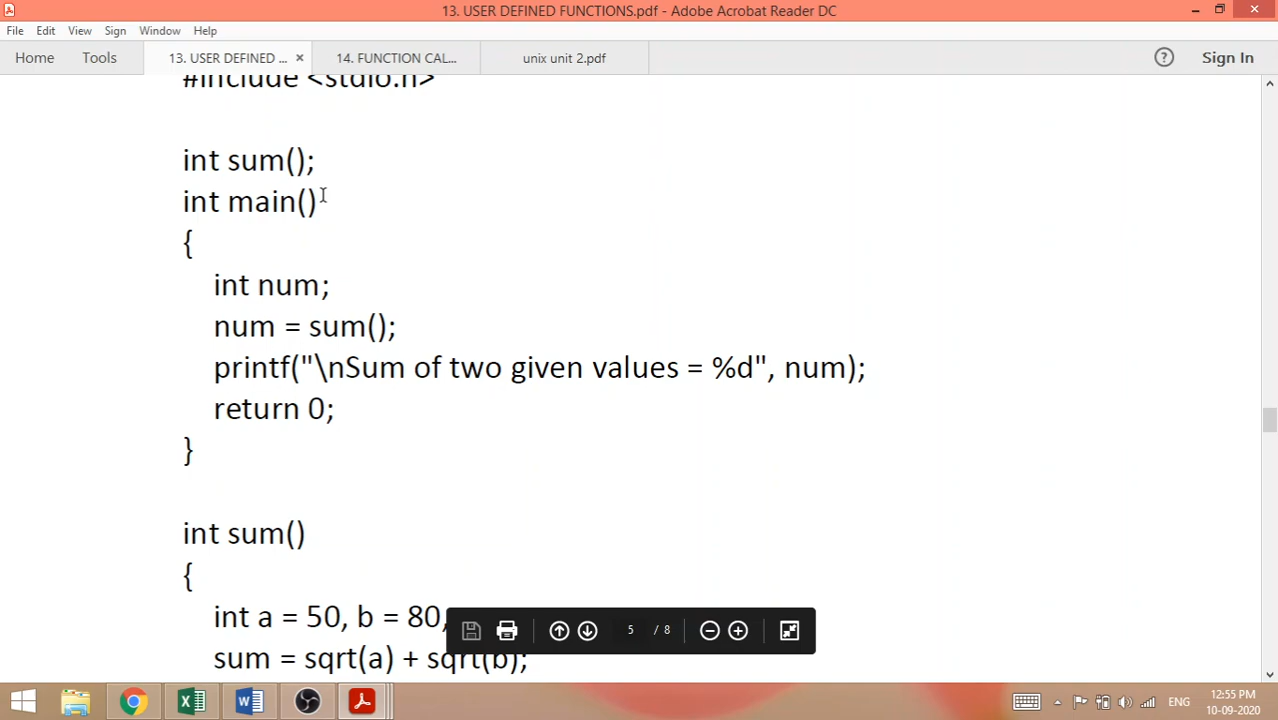 13. USER DEFINED FUNCTIONS.pdf - Adobe Acrobat Reader DC
File Edit View Sign Window Help
Home Tools 13. USER DEFINED ... × 14. FUNCTION CAL... unix unit 2.pdf ? Sign In
#include <stdio.h>
int sum();
int main()
{
int num;
num = sum();
printf("\nSum of two given values = %d", num);
return 0;
}
int sum()
{
int a = 50, b = 80,
5 / 8
sum = sqrt(a) + sqrt(b);
ENG
12:55 PM
10-09-2020